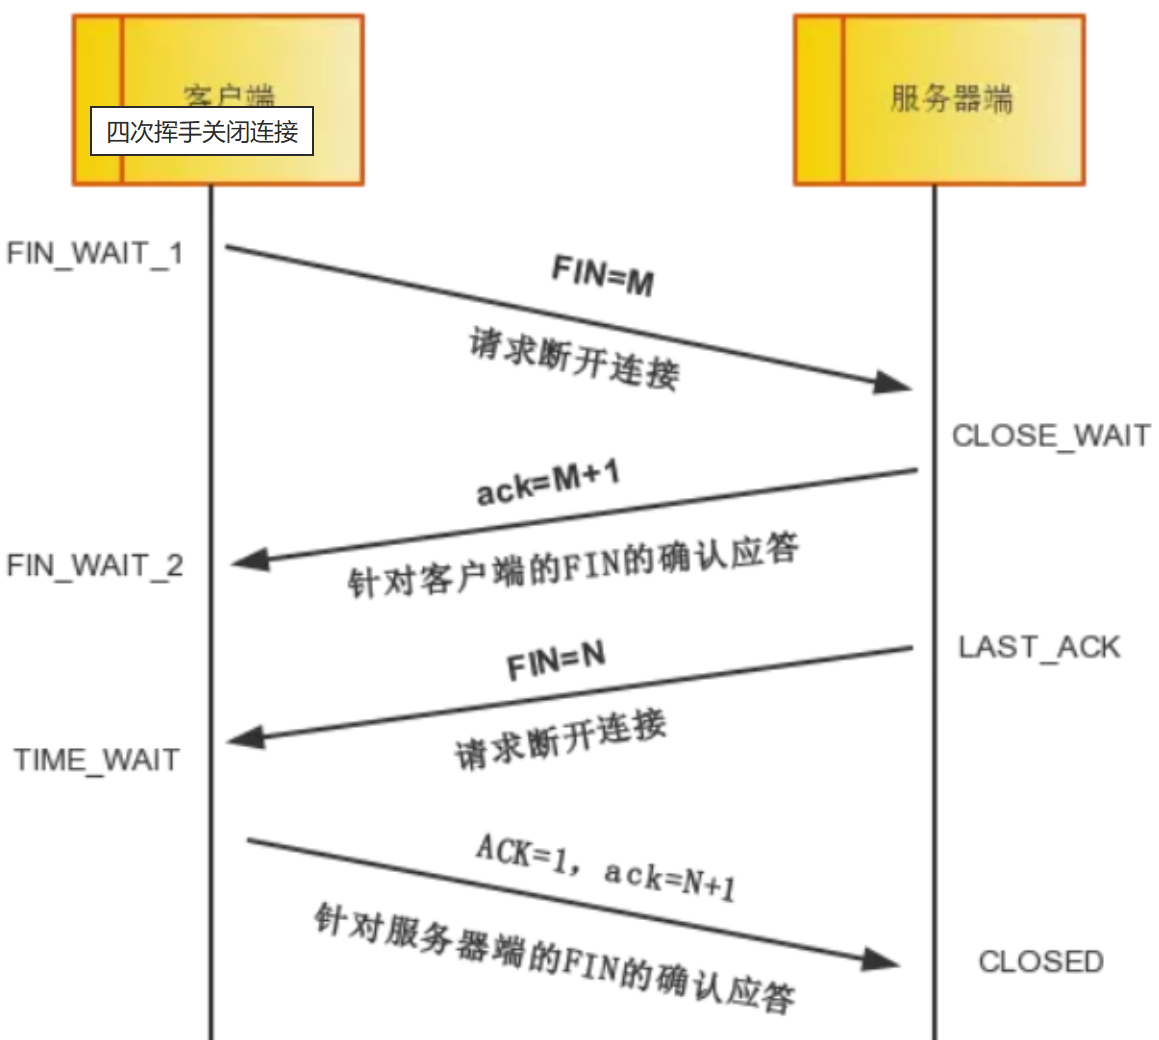 客户端
四次挥手关闭连接
服务器端
FIN_WAIT_1
FIN=M
请求断开连接
CLOSE_WAIT
ack=M+1
针对客户端的FIN的确认应答
FIN_WAIT_2
LAST_ACK
FIN=N
请求断开连接
TIME_WAIT
ACK=1, ack=N+1
针对服务器端的FIN的确认应答
CLOSED